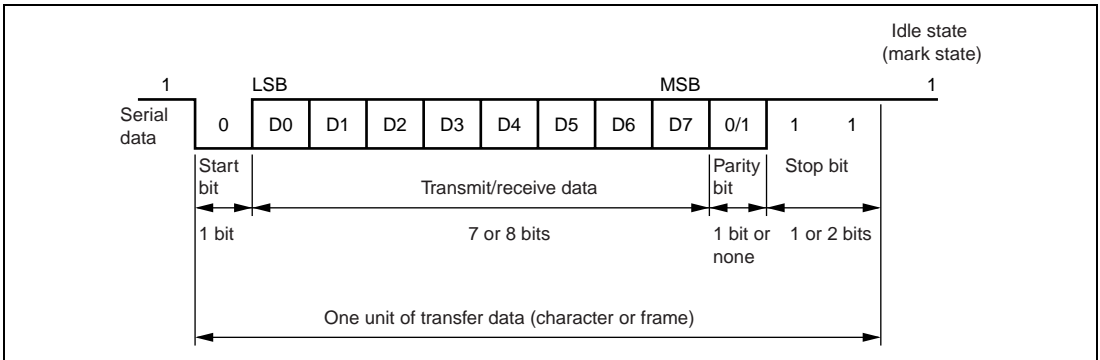 Idle state
(mark state)
1 LSB MSB 1
Serial
data
0 D0 D1 D2 D3 D4 D5 D6 D7 0/1 1 1
Start
bit
Transmit/receive data
Parity
bit
Stop bit
1 bit
7 or 8 bits
1 bit or
none
1 or 2 bits
One unit of transfer data (character or frame)